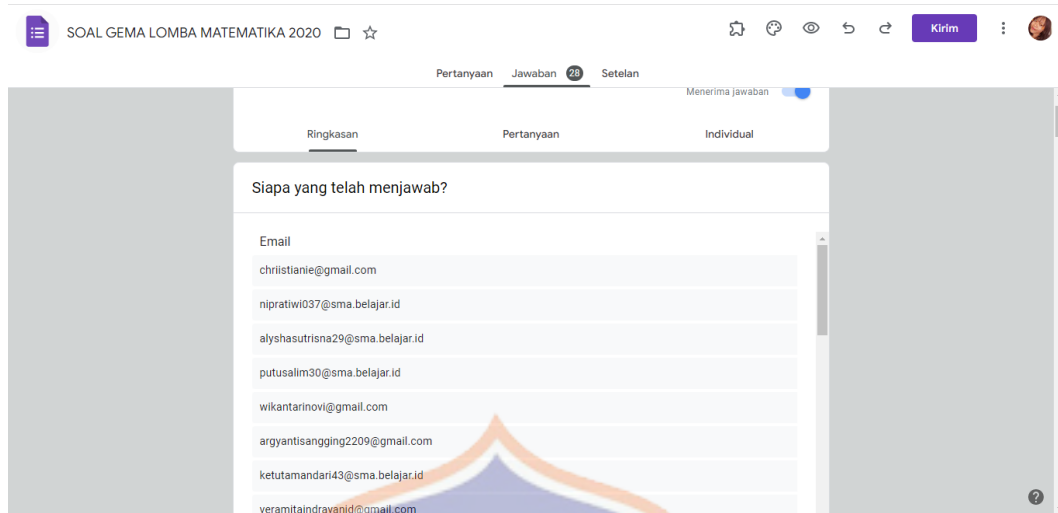 SOAL GEMA LOMBA MATEMATIKA 2020
Kirim
Pertanyaan Jawaban 28 Setelan
Menerima jawaban
Ringkasan Pertanyaan Individual
Siapa yang telah menjawab?
Email
chriistianie@gmail.com
nipratiwi037@sma.belajar.id
alyshasutrisna29@sma.belajar.id
putusalim30@sma.belajar.id
wikantarinovi@gmail.com
argyantisangging2209@gmail.com
ketutamandari43@sma.belajar.id
veramitaindrayanid@gmail.com